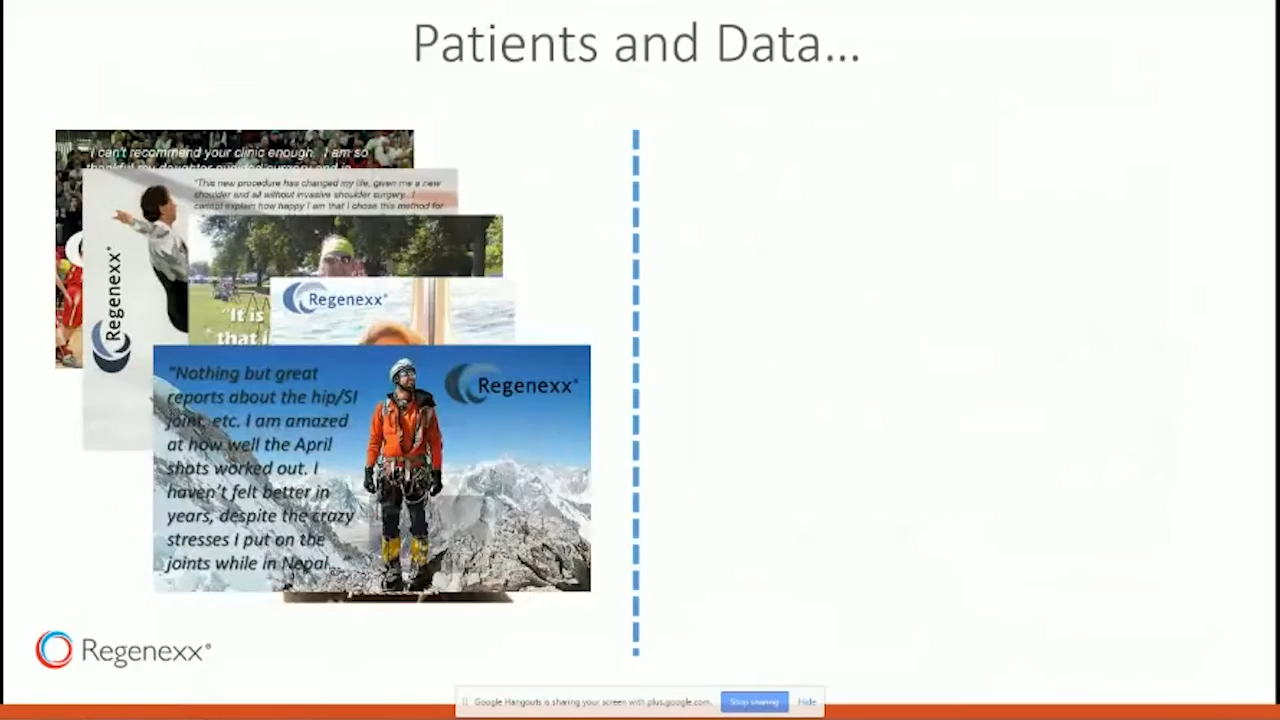 Patients and Data...
"I can't recommend your clinic enough. I am so
thankful my daughter avoided surgery and is
"This new procedure has changed my life, given me a new
shoulder and all without invasive shoulder surgery...I
cannot explain how happy I am that I chose this method for
Regenexx®
"It is
that i
Regenexx®
"Nothing but great
reports about the hip/SI
joint, etc. I am amazed
at how well the April
shots worked out. I
haven't felt better in
years, despite the crazy
stresses I put on the
joints while in Nepal..."
Regenexx®
Regenexx®
Google Hangouts is sharing your screen with plus.google.com.
Stop sharing
Hide